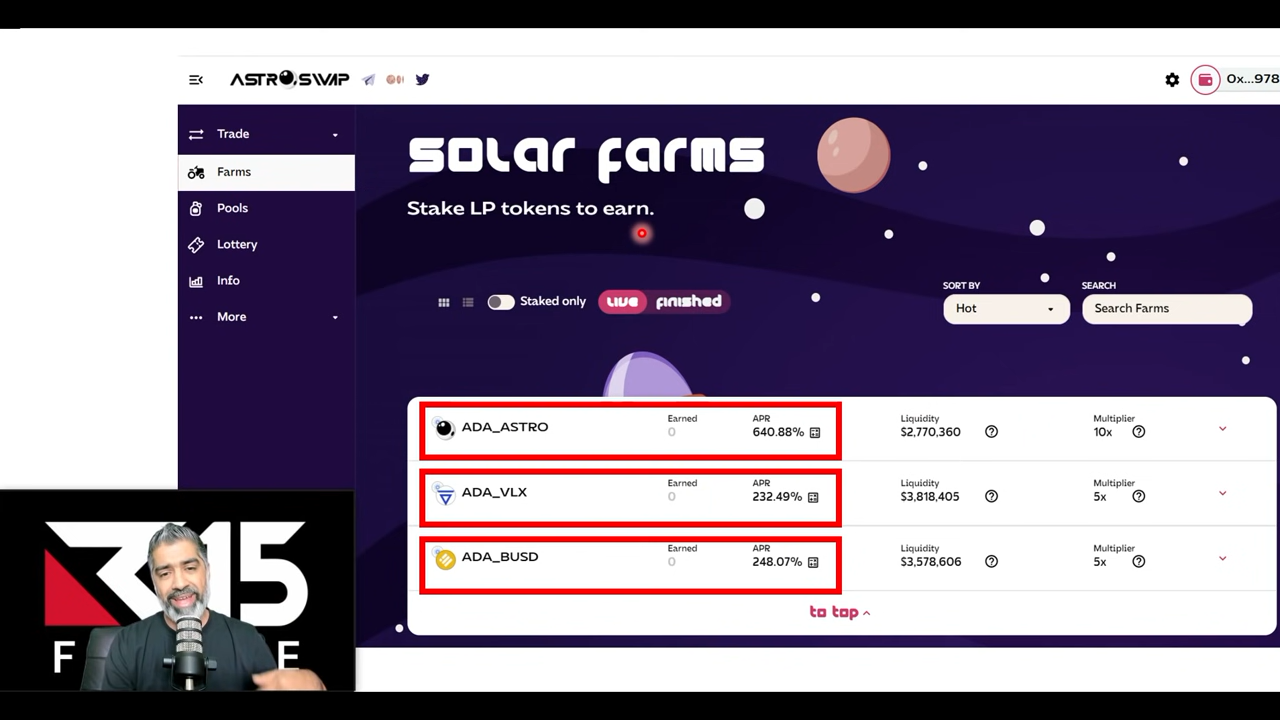 ASTROSWAP
0x...978
Trade
Farms
Pools
Lottery
Info
More
SOLAR FARMS
Stake LP tokens to earn.
Staked only
LIVE
FINISHED
SORT BY
Hot
SEARCH
Search Farms
ADA_ASTRO
Earned
0
APR
640.88%
Liquidity
$2,770,360
Multiplier
10x
ADA_VLX
Earned
0
APR
232.49%
Liquidity
$3,818,405
Multiplier
5x
ADA_BUSD
Earned
0
APR
248.07%
Liquidity
$3,578,606
Multiplier
5x
To Top